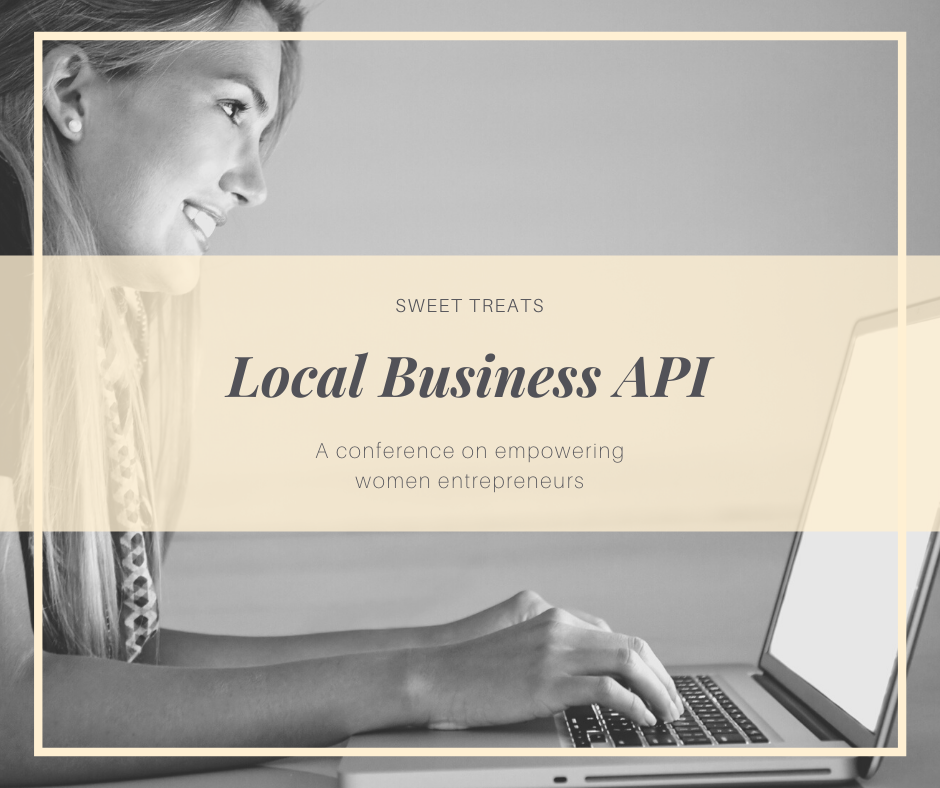 SWEET TREATS
Local Business API
A conference on empowering
women entrepreneurs